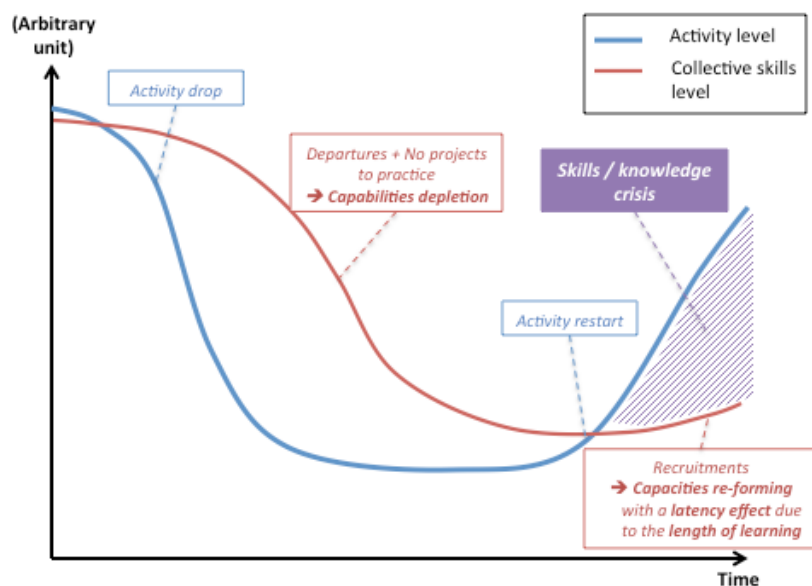 (Arbitrary
unit)
Activity level
Collective skills
level
Activity drop
Departures + No projects
to practice
➔ Capabilities depletion
Skills / knowledge
crisis
Activity restart
Recruitments
➔ Capacities re-forming
with a latency effect due
to the length of learning
Time